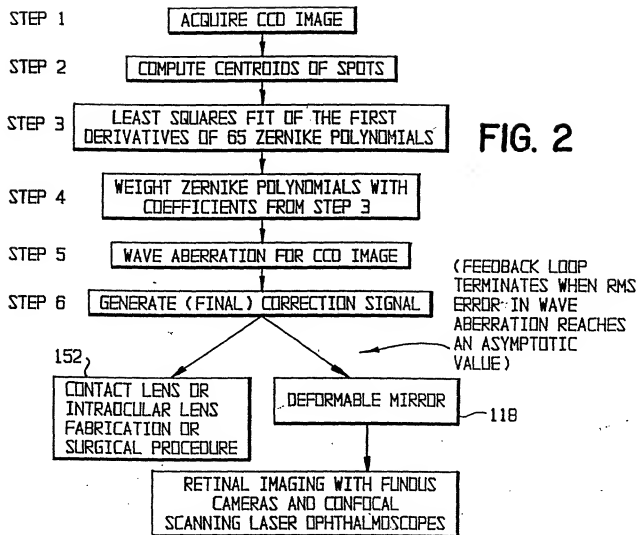 STEP 1
ACQUIRE CCD IMAGE
STEP 2
COMPUTE CENTROIDS OF SPOTS
STEP 3
LEAST SQUARES FIT OF THE FIRST
DERIVATIVES OF 65 ZERNIKE POLYNOMIALS
FIG. 2
STEP 4
WEIGHT ZERNIKE POLYNOMIALS WITH
COEFFICIENTS FROM STEP 3
STEP 5
WAVE ABERRATION FOR CCD IMAGE
STEP 6
GENERATE (FINAL) CORRECTION SIGNAL
(FEEDBACK LOOP
TERMINATES WHEN RMS
ERROR IN WAVE
ABERRATION REACHES
AN ASYMPTOTIC
VALUE)
152
CONTACT LENS OR
INTRAOCULAR LENS
FABRICATION OR
SURGICAL PROCEDURE
DEFORMABLE MIRROR
118
RETINAL IMAGING WITH FUNDUS
CAMERAS AND CONFOCAL
SCANNING LASER OPHTHALMOSCOPES